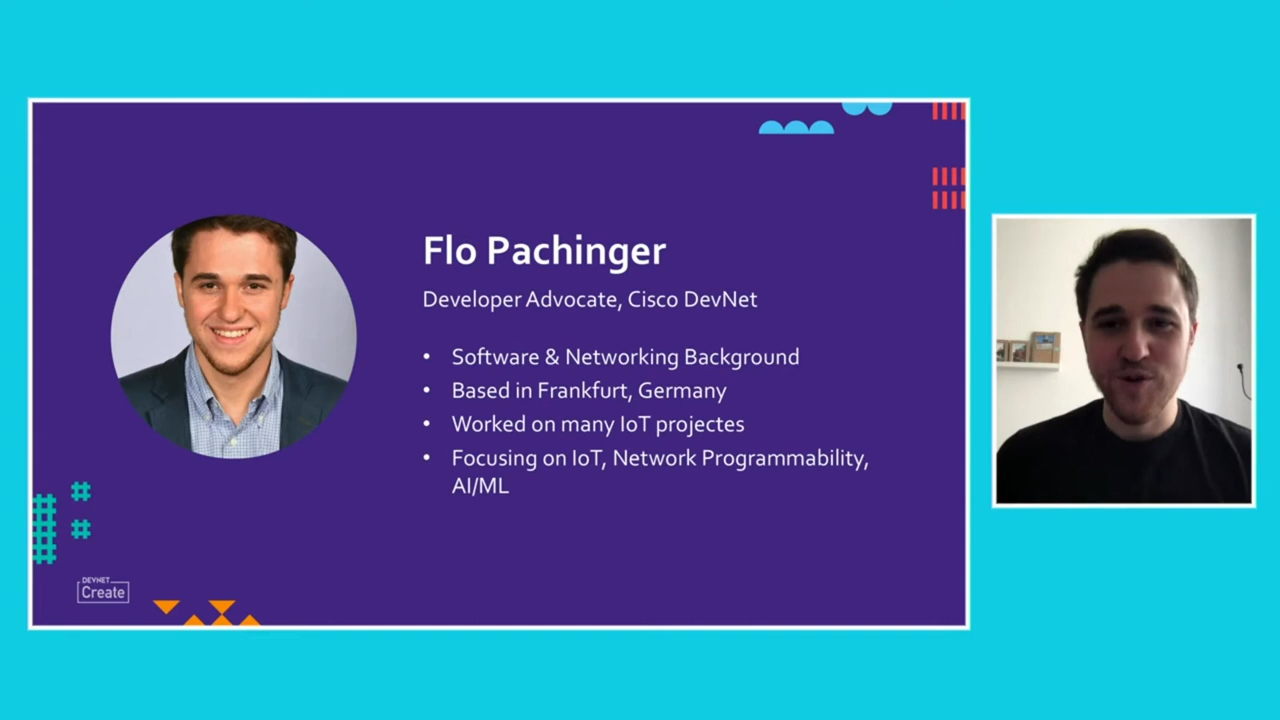 Flo Pachinger
Developer Advocate, Cisco DevNet
• Software & Networking Background
• Based in Frankfurt, Germany
• Worked on many IoT projectes
• Focusing on IoT, Network Programmability,
AI/ML
DEVNET
Create